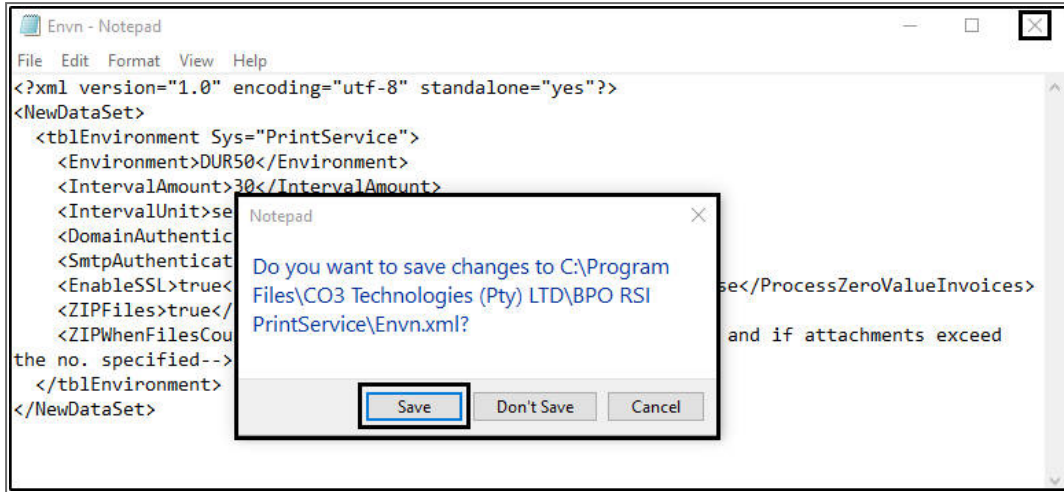 Envn - Notepad
File Edit Format View Help
<?xml version="1.0" encoding="utf-8" standalone="yes"?>
<NewDataSet>
<tblEnvironment Sys="PrintService">
<Environment>DUR50</Environment>
<IntervalAmount>30</IntervalAmount>
<IntervalUnit>se
<DomainAuthentic
<SmtpAuthenticat
<EnableSSL>true< se</ProcessZeroValueInvoices>
<ZIPFiles>true</
<ZIPWhenFilesCou and if attachments exceed
the no. specified-->
</tblEnvironment>
</NewDataSet>
Notepad
Do you want to save changes to C:\Program
Files\CO3 Technologies (Pty) LTD\BPO RSI
PrintService\Envn.xml?
Save Don't Save Cancel